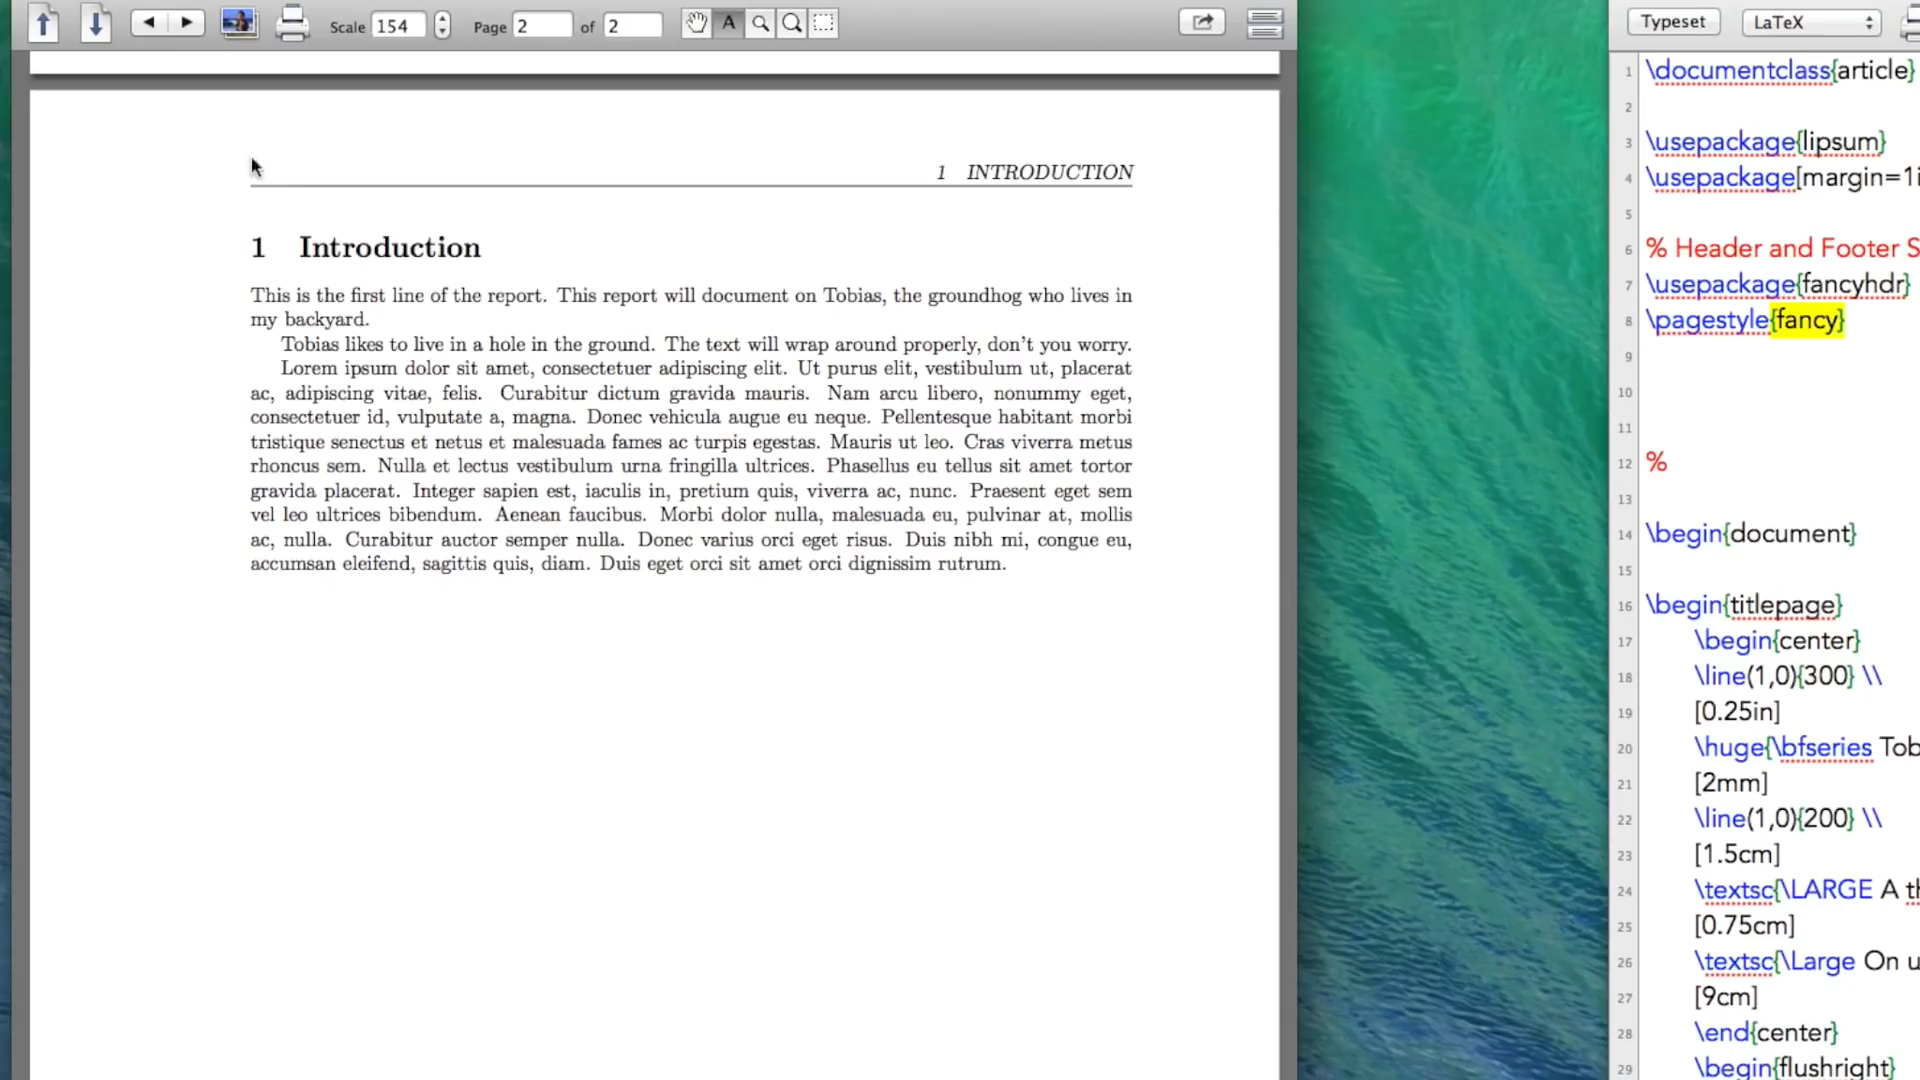 Scale 154 Page 2 of 2 A
1 INTRODUCTION
1 Introduction
This is the first line of the report. This report will document on Tobias, the groundhog who lives in
my backyard.
Tobias likes to live in a hole in the ground. The text will wrap around properly, don't you worry.
Lorem ipsum dolor sit amet, consectetuer adipiscing elit. Ut purus elit, vestibulum ut, placerat
ac, adipiscing vitae, felis. Curabitur dictum gravida mauris. Nam arcu libero, nonummy eget,
consectetuer id, vulputate a, magna. Donec vehicula augue eu neque. Pellentesque habitant morbi
tristique senectus et netus et malesuada fames ac turpis egestas. Mauris ut leo. Cras viverra metus
rhoncus sem. Nulla et lectus vestibulum urna fringilla ultrices. Phasellus eu tellus sit amet tortor
gravida placerat. Integer sapien est, iaculis in, pretium quis, viverra ac, nunc. Praesent eget sem
vel leo ultrices bibendum. Aenean faucibus. Morbi dolor nulla, malesuada eu, pulvinar at, mollis
ac, nulla. Curabitur auctor semper nulla. Donec varius orci eget risus. Duis nibh mi, congue eu,
accumsan eleifend, sagittis quis, diam. Duis eget orci sit amet orci dignissim rutrum.
Typeset LaTeX
1 \documentclass{article}
2
3 \usepackage{lipsum}
4 \usepackage[margin=1i
5
6 % Header and Footer S
7 \usepackage{fancyhdr}
8 \pagestyle{fancy}
9
10
11
12 %
13
14 \begin{document}
15
16 \begin{titlepage}
17 \begin{center}
18 \line(1,0){300} \\
19 [0.25in]
20 \huge{\bfseries Tob
21 [2mm]
22 \line(1,0){200} \\
23 [1.5cm]
24 \textsc{\LARGE A th
25 [0.75cm]
26 \textsc{\Large On u
27 [9cm]
28 \end{center}
29 \begin{flushright}